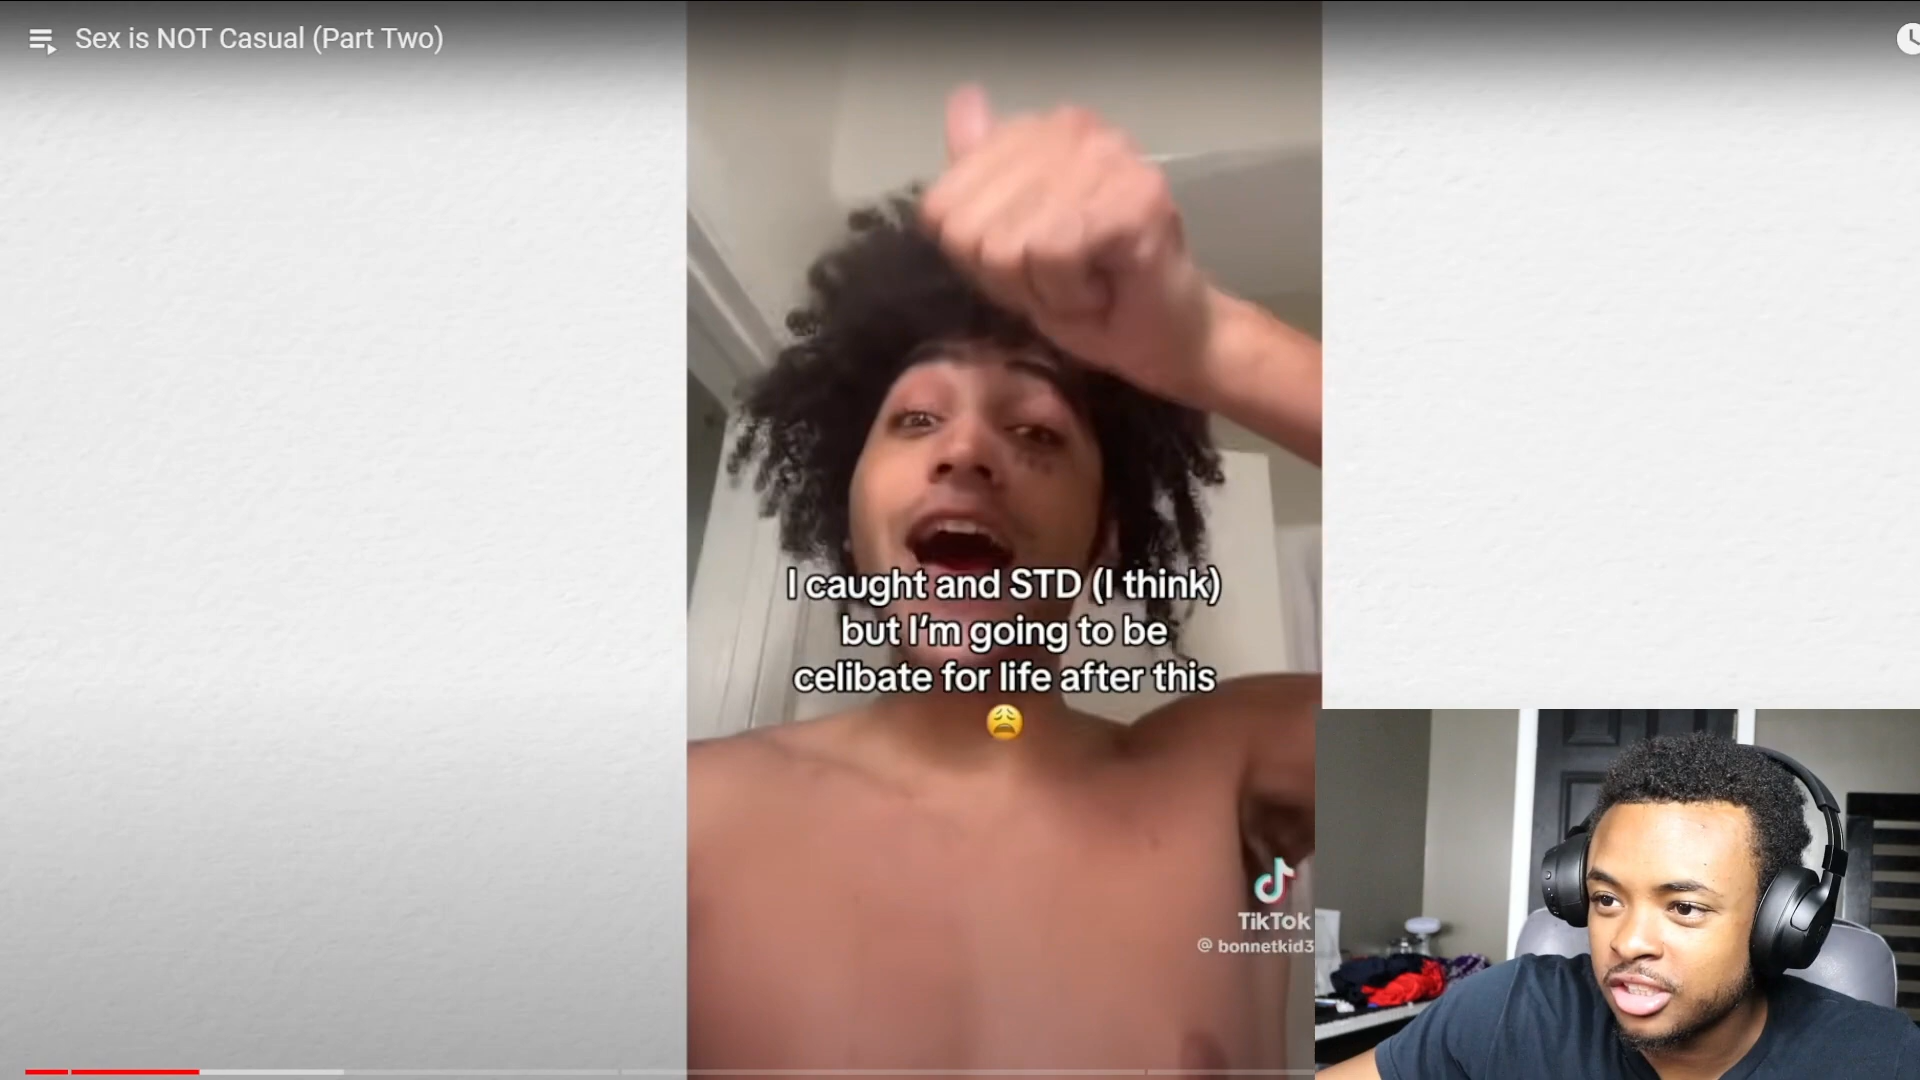 Sex is NOT Casual (Part Two)
I caught and STD (I think)
but I'm going to be
celibate for life after this
😩
TikTok
@ bonnetkid3